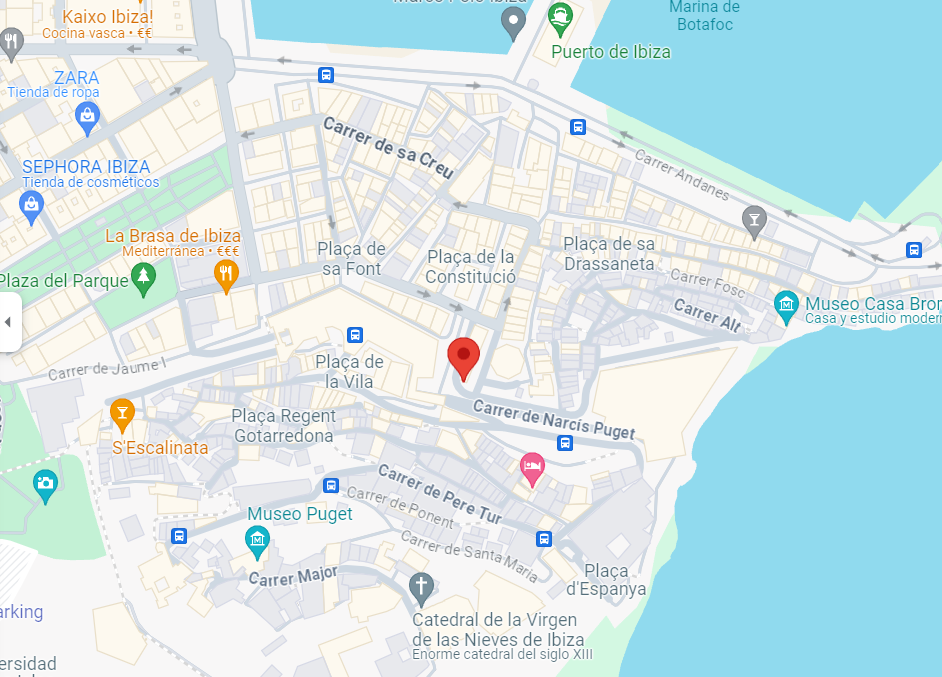 Kaixo Ibiza!
Cocina vasca • €€
Marina de
Botafoc
Puerto de Ibiza
ZARA
Tienda de ropa
Carrer de sa Creu
Carrer Andanes
SEPHORA IBIZA
Tienda de cosméticos
La Brasa de Ibiza
Mediterránea • €€€
Plaça de
sa Font
Plaça de la
Constitució
Plaça de sa
Drassaneta
Plaza del Parque
Carrer Fosc
Carrer Alt
Museo Casa Bron
Casa y estudio modern
Carrer de Jaume I
Plaça de
la Vila
Carrer de Narcís Puget
Plaça Regent
Gotarredona
S'Escalinata
Carrer de Pere Tur
Carrer de Ponent
Museo Puget
Carrer de Santa Maria
Carrer Major
Plaça
d'Espanya
arking
Catedral de la Virgen
de las Nieves de Ibiza
Enorme catedral del siglo XIII
ersidad